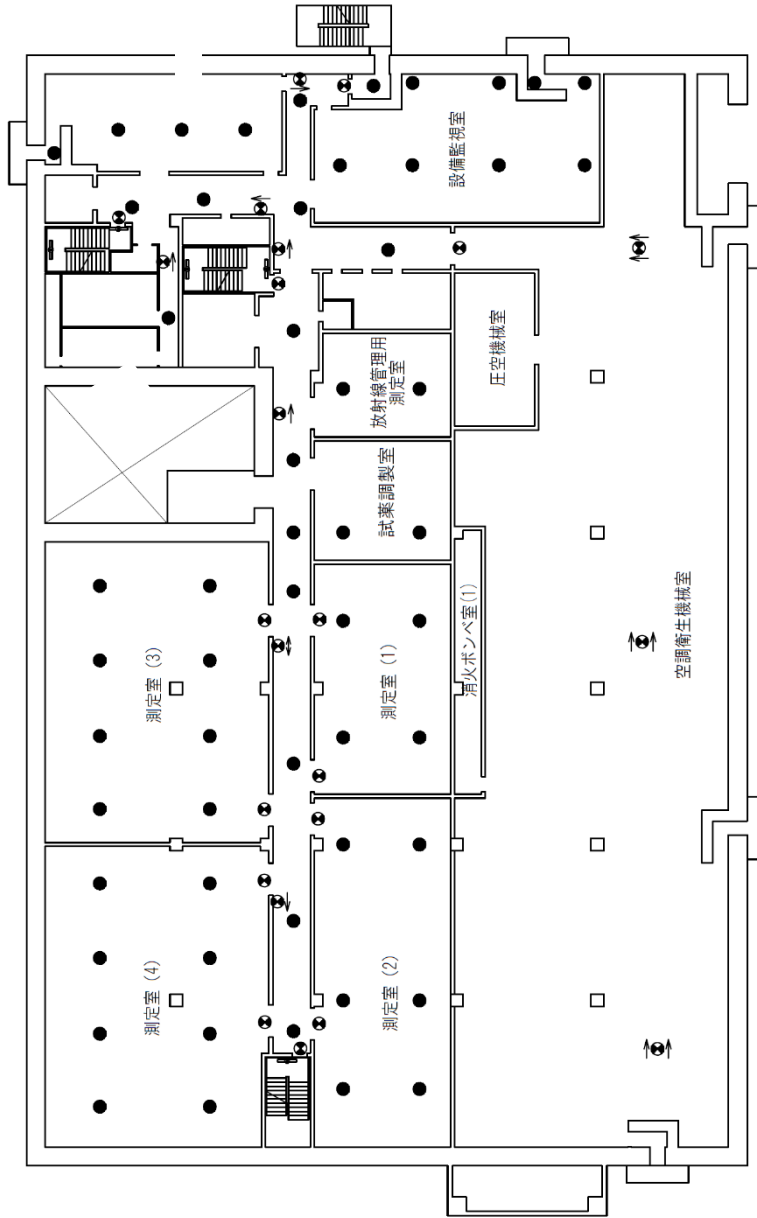 設備監視室
圧空機械室
放射線管理用
測定室
試薬調製室
消火ボンベ室(1)
空調衛生機械室
測定室 (3)
測定室 (1)
測定室 (4)
測定室 (2)